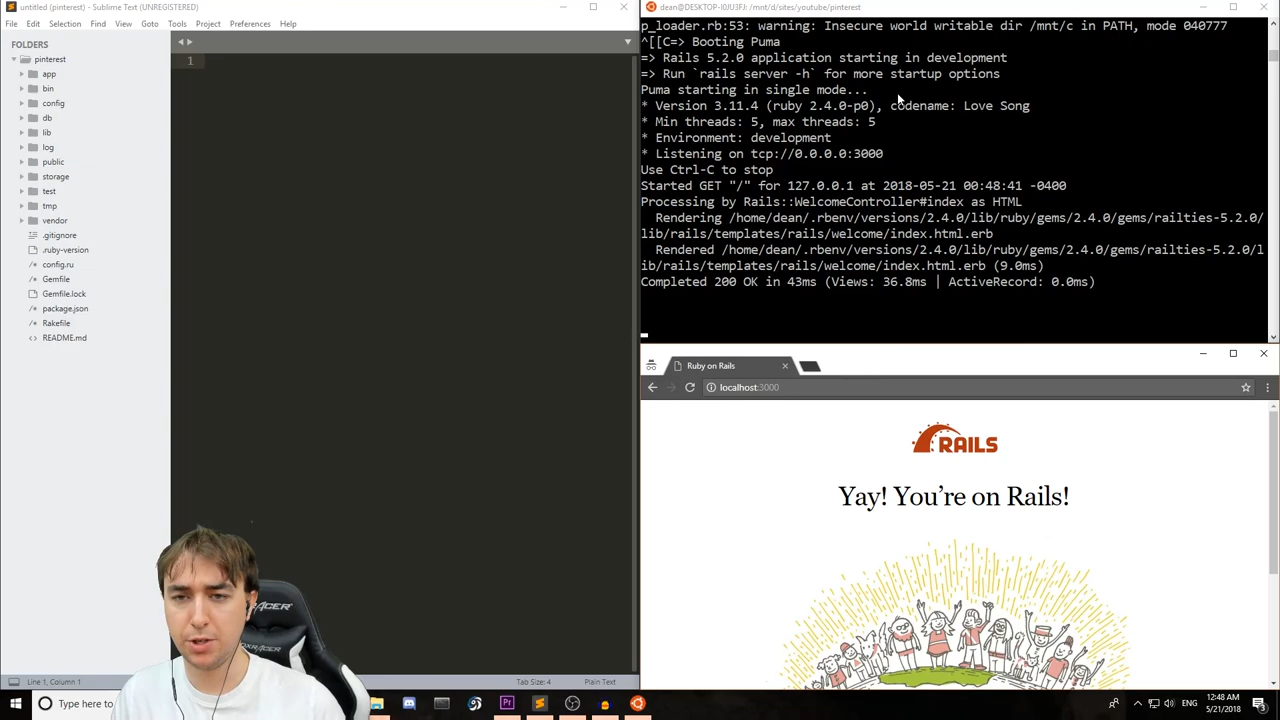 untitled (pinterest) - Sublime Text (UNREGISTERED)
File Edit Selection Find View Goto Tools Project Preferences Help
FOLDERS
pinterest
app
bin
config
db
lib
log
public
storage
test
tmp
vendor
.gitignore
.ruby-version
config.ru
Gemfile
Gemfile.lock
package.json
Rakefile
README.md
1
Line 1, Column 1
Tab Size: 4
Plain Text
dean@DESKTOP-I0JU3FJ: /mnt/d/sites/youtube/pinterest
p_loader.rb:53: warning: Insecure world writable dir /mnt/c in PATH, mode 040777
^[[C=> Booting Puma
=> Rails 5.2.0 application starting in development
=> Run `rails server -h` for more startup options
Puma starting in single mode...
* Version 3.11.4 (ruby 2.4.0-p0), codename: Love Song
* Min threads: 5, max threads: 5
* Environment: development
* Listening on tcp://0.0.0.0:3000
Use Ctrl-C to stop
Started GET "/" for 127.0.0.1 at 2018-05-21 00:48:41 -0400
Processing by Rails::WelcomeController#index as HTML
  Rendering /home/dean/.rbenv/versions/2.4.0/lib/ruby/gems/2.4.0/gems/railties-5.2.0/
lib/rails/templates/rails/welcome/index.html.erb
  Rendered /home/dean/.rbenv/versions/2.4.0/lib/ruby/gems/2.4.0/gems/railties-5.2.0/l
ib/rails/templates/rails/welcome/index.html.erb (9.0ms)
Completed 200 OK in 43ms (Views: 36.8ms | ActiveRecord: 0.0ms)
Ruby on Rails
localhost:3000
RAILS
Yay! You're on Rails!
Type here to
Pr
ENG
12:48 AM
5/21/2018